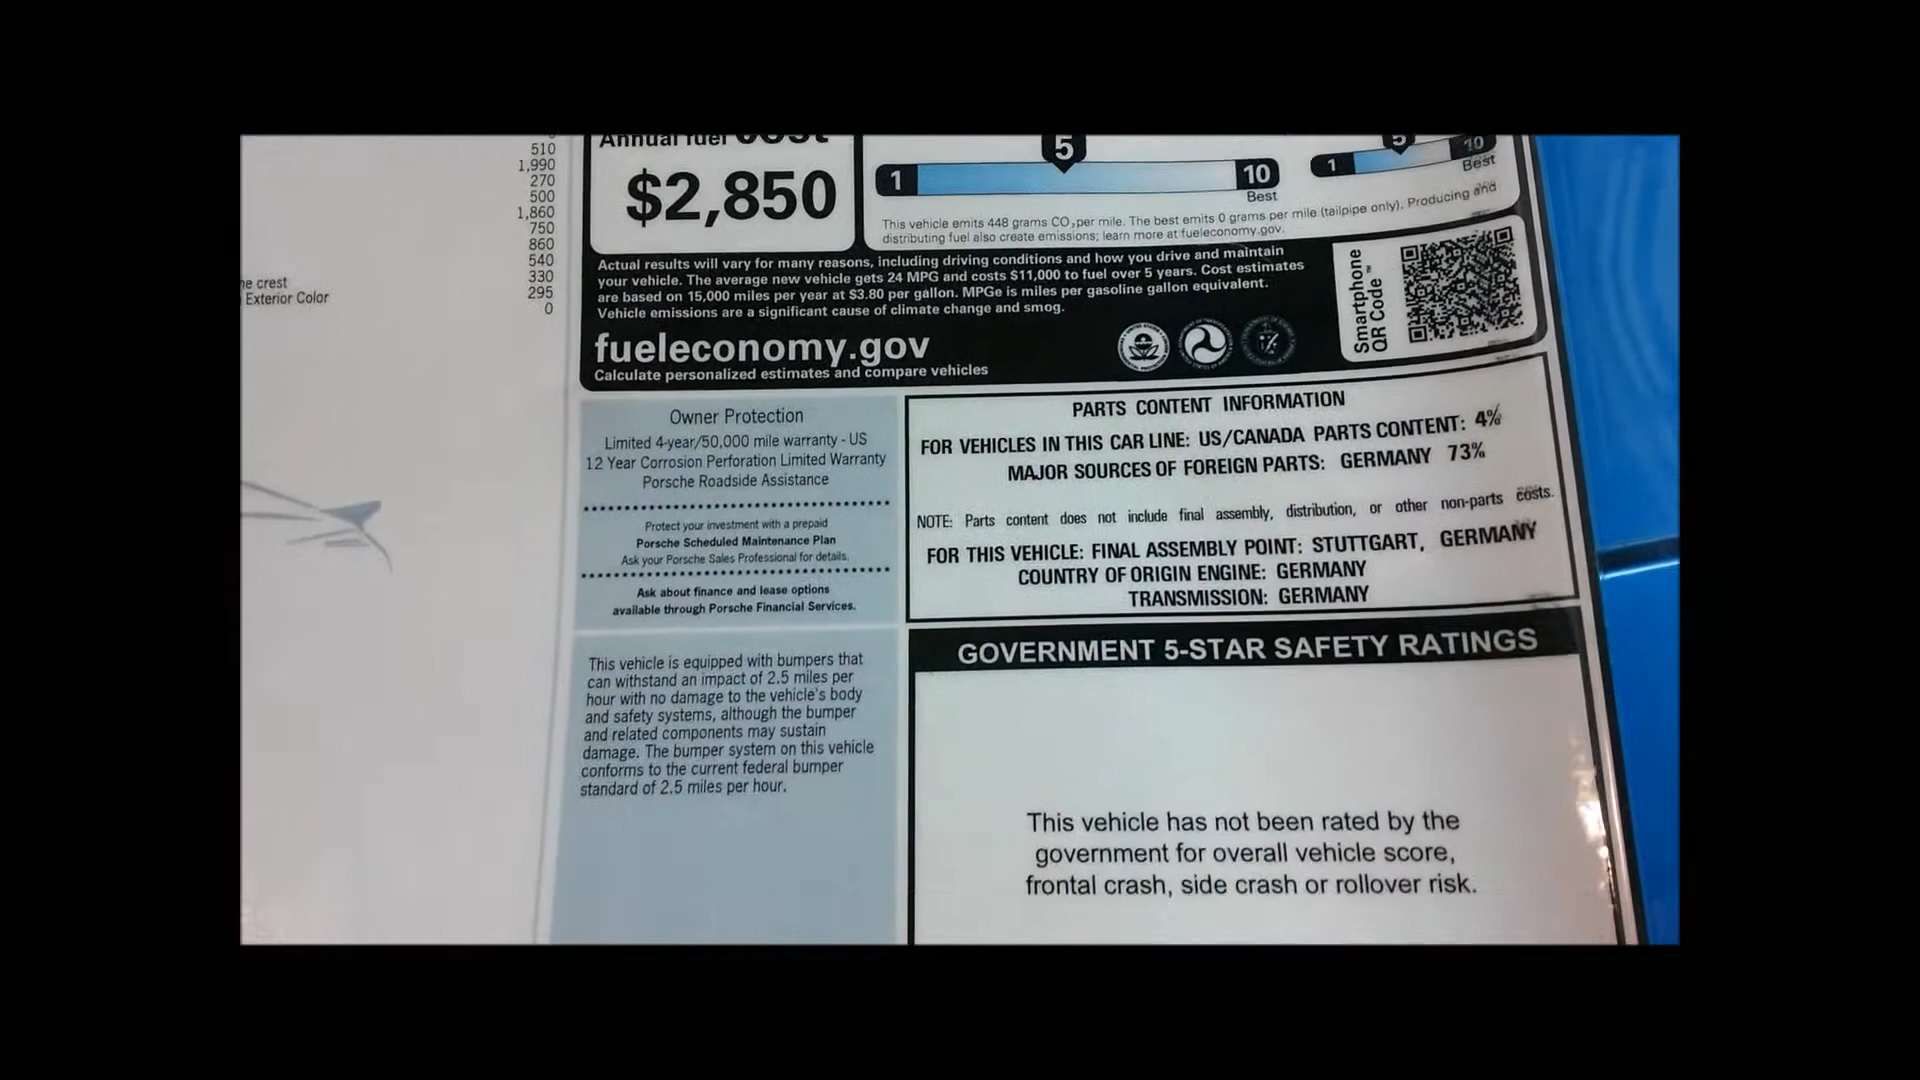 510
1,990
270
500
1,860
750
860
540
330
295
0
he crest
Exterior Color
Annual fuel cost
$2,850
5
1
10
Best
5
1
10
Best
This vehicle emits 448 grams CO2 per mile. The best emits 0 grams per mile (tailpipe only). Producing and
distributing fuel also create emissions; learn more at fueleconomy.gov.
Actual results will vary for many reasons, including driving conditions and how you drive and maintain
your vehicle. The average new vehicle gets 24 MPG and costs $11,000 to fuel over 5 years. Cost estimates
are based on 15,000 miles per year at $3.80 per gallon. MPGe is miles per gasoline gallon equivalent.
Vehicle emissions are a significant cause of climate change and smog.
fueleconomy.gov
Calculate personalized estimates and compare vehicles
Smartphone
QR Code™
Owner Protection
Limited 4-year/50,000 mile warranty - US
12 Year Corrosion Perforation Limited Warranty
Porsche Roadside Assistance
Protect your investment with a prepaid
Porsche Scheduled Maintenance Plan
Ask your Porsche Sales Professional for details.
Ask about finance and lease options
available through Porsche Financial Services.
This vehicle is equipped with bumpers that
can withstand an impact of 2.5 miles per
hour with no damage to the vehicle's body
and safety systems, although the bumper
and related components may sustain
damage. The bumper system on this vehicle
conforms to the current federal bumper
standard of 2.5 miles per hour.
PARTS CONTENT INFORMATION
FOR VEHICLES IN THIS CAR LINE: US/CANADA PARTS CONTENT: 4%
MAJOR SOURCES OF FOREIGN PARTS: GERMANY 73%
NOTE: Parts content does not include final assembly, distribution, or other non-parts costs.
FOR THIS VEHICLE: FINAL ASSEMBLY POINT: STUTTGART, GERMANY
COUNTRY OF ORIGIN ENGINE: GERMANY
TRANSMISSION: GERMANY
GOVERNMENT 5-STAR SAFETY RATINGS
This vehicle has not been rated by the
government for overall vehicle score,
frontal crash, side crash or rollover risk.